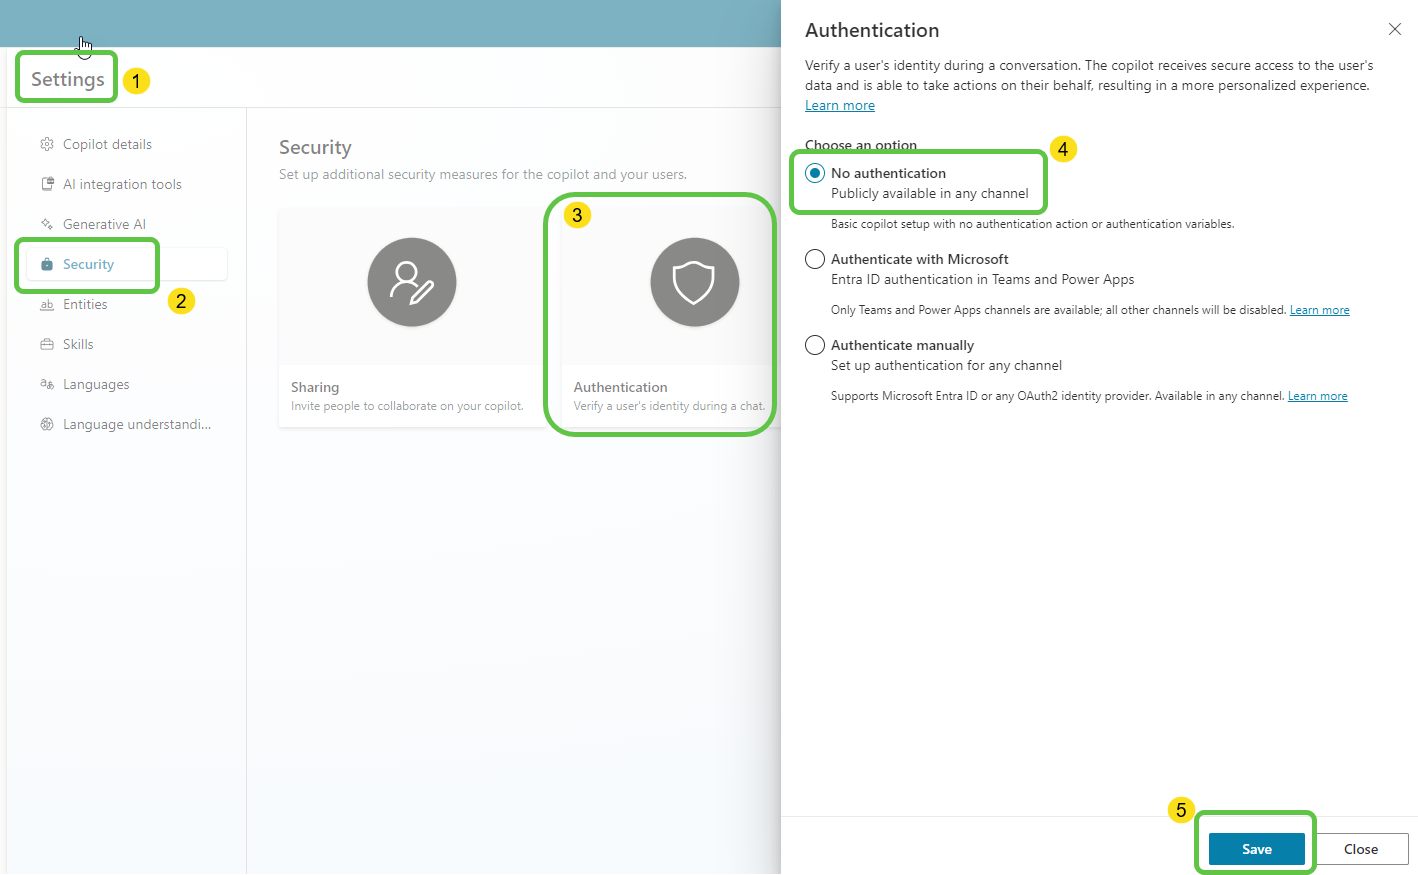 Settings
1
Copilot details
AI integration tools
Generative AI
Security
2
Entities
Skills
Languages
Language understandi...
Security
Set up additional security measures for the copilot and your users.
Sharing
Invite people to collaborate on your copilot.
3
Authentication
Verify a user's identity during a chat.
Authentication
Verify a user's identity during a conversation. The copilot receives secure access to the user's
data and is able to take actions on their behalf, resulting in a more personalized experience.
Learn more
Choose an option
4
No authentication
Publicly available in any channel
Basic copilot setup with no authentication action or authentication variables.
Authenticate with Microsoft
Entra ID authentication in Teams and Power Apps
Only Teams and Power Apps channels are available; all other channels will be disabled. Learn more
Authenticate manually
Set up authentication for any channel
Supports Microsoft Entra ID or any OAuth2 identity provider. Available in any channel. Learn more
5
Save
Close